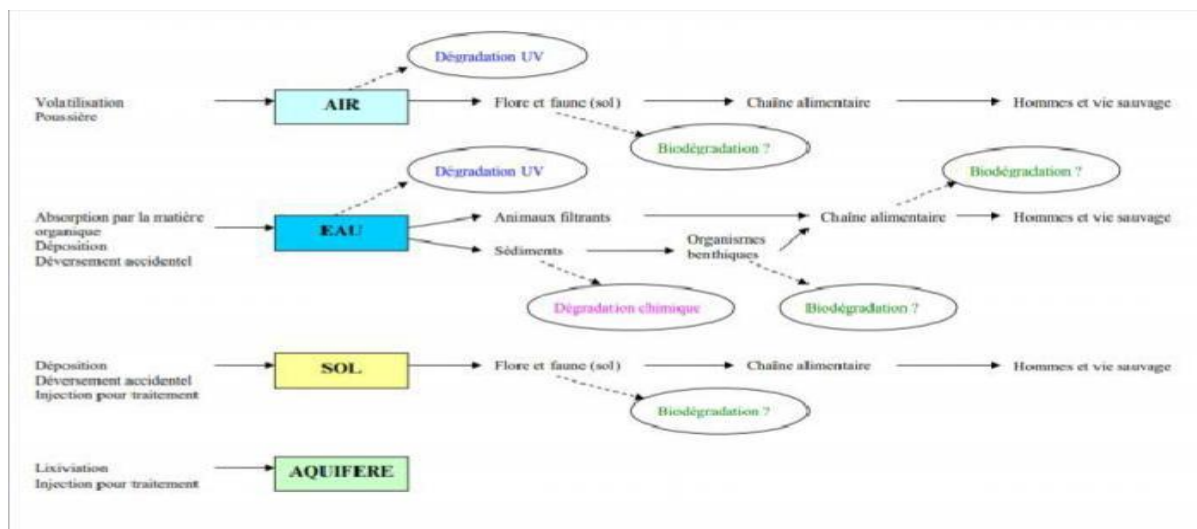 Dégradation UV
Volatilisation
Poussière
AIR
Flore et faune (sol)
Chaîne alimentaire
Hommes et vie sauvage
Biodégradation ?
Dégradation UV
Biodégradation ?
Absorption par la matière
organique
Déposition
Déversement accidentel
EAU
Animaux filtrants
Chaîne alimentaire
Hommes et vie sauvage
Sédiments
Organismes
benthiques
Dégradation chimique
Biodégradation ?
Déposition
Déversement accidentel
Injection pour traitement
SOL
Flore et faune (sol)
Chaîne alimentaire
Hommes et vie sauvage
Biodégradation ?
Lixiviation
Injection pour traitement
AQUIFERE